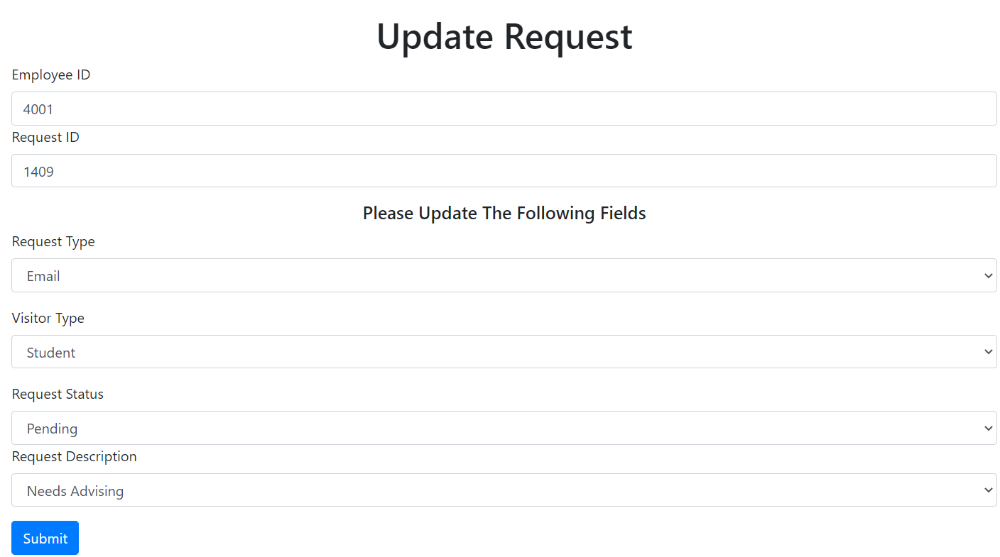 Update Request
Employee ID
4001
Request ID
1409
Please Update The Following Fields
Request Type
Email
Visitor Type
Student
Request Status
Pending
Request Description
Needs Advising
Submit